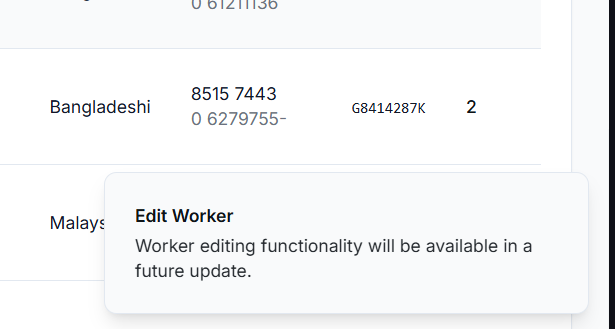 0 61211136
Bangladeshi
8515 7443
0 6279755-
G8414287K
2
Malays
Edit Worker
Worker editing functionality will be available in a
future update.